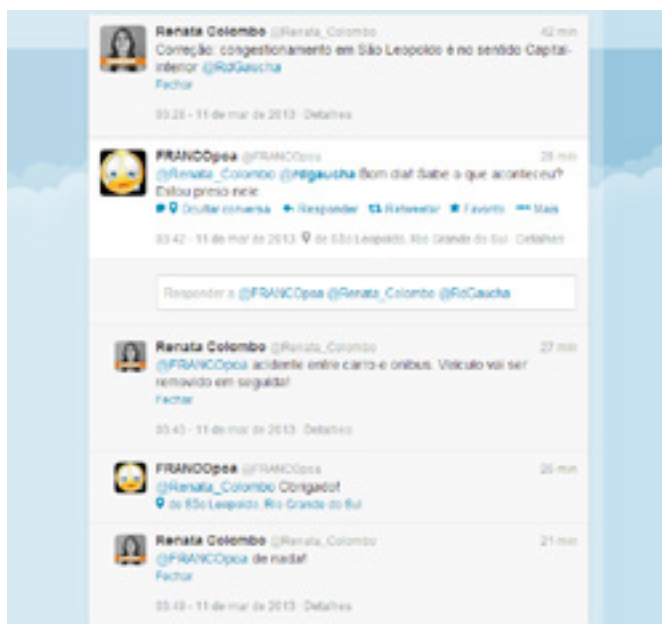 Renata Colombo @Renata_Colombo 42 min
Correção: congestionamento em São Leopoldo é no sentido Capital-
interior @RdGaucha
Fechar
03:28 - 11 de mar de 2013 · Detalhes
FRANCOpoa @FRANCOpoa 28 min
@Renata_Colombo @rdgaucha Bom dia! Sabe o que aconteceu?
Estou preso nele
Ocultar conversa Responder Retweetar Favorito Mais
03:42 - 11 de mar de 2013 de São Leopoldo, Rio Grande do Sul · Detalhes
Responder a @FRANCOpoa @Renata_Colombo @RdGaucha
Renata Colombo @Renata_Colombo 27 min
@FRANCOpoa acidente entre carro e onibus. Veiculo vai ser
removido em seguida!
Fechar
03:43 - 11 de mar de 2013 · Detalhes
FRANCOpoa @FRANCOpoa 25 min
@Renata_Colombo Obrigado!
de São Leopoldo, Rio Grande do Sul
Renata Colombo @Renata_Colombo 21 min
@FRANCOpoa de nada!
Fechar
03:49 - 11 de mar de 2013 · Detalhes